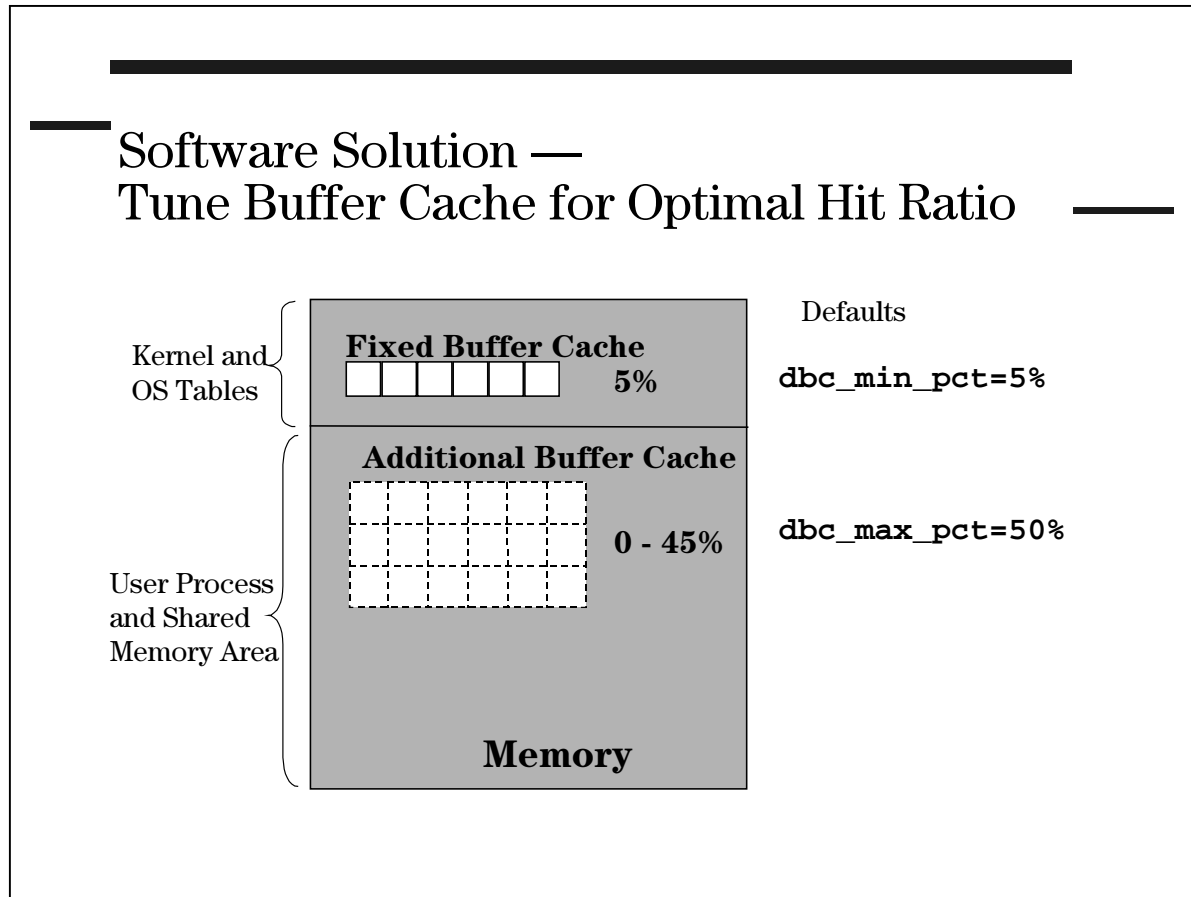 Software Solution —
Tune Buffer Cache for Optimal Hit Ratio
Defaults
Kernel and
OS Tables
Fixed Buffer Cache
5%
dbc_min_pct=5%
Additional Buffer Cache
0 - 45%
dbc_max_pct=50%
User Process
and Shared
Memory Area
Memory